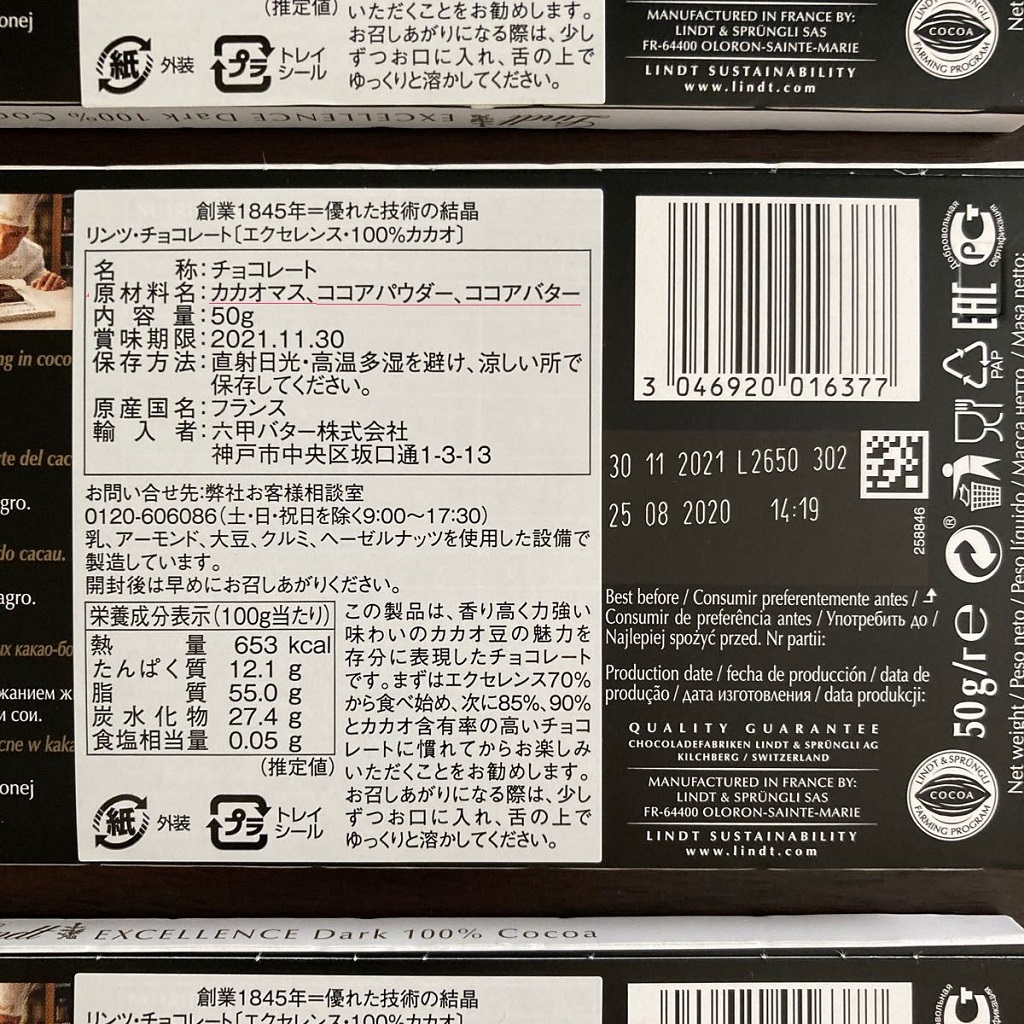 onej
(推定値)
紙 外装
プラ トレイ
シール
いただくことをお勧めします。
お召しあがりになる際は、少し
ずつお口に入れ、舌の上で
ゆっくりと溶かしてください。
MANUFACTURED IN FRANCE BY:
LINDT & SPRÜNGLI SAS
FR-64400 OLORON-SAINTE-MARIE
LINDT SUSTAINABILITY
www.lindt.com
COCOA
FARMING PROGRAM
Net
Lindt EXCELLENCE Dark 100% Coc
ng in coco
te del cac
gro.
do cacau.
agro.
ых какао-бо
жанием ж
и сои.
cne w kaka
onej
創業1845年=優れた技術の結晶
リンツ・チョコレート〔エクセレンス・100%カカオ〕
名称:チョコレート
原材料名:カカオマス、ココアパウダー、ココアバター
内容量:50g
賞味期限:2021.11.30
保存方法:直射日光・高温多湿を避け、涼しい所で
保存してください。
原産国名:フランス
輸入者:六甲バター株式会社
神戸市中央区坂口通1-3-13
お問い合せ先:弊社お客様相談室
0120-606086(土・日・祝日を除く9:00〜17:30)
乳、アーモンド、大豆、クルミ、ヘーゼルナッツを使用した設備で
製造しています。
開封後は早めにお召しあがりください。
栄養成分表示(100g当たり)
熱量 653 kcal
たんぱく質 12.1 g
脂質 55.0 g
炭水化物 27.4 g
食塩相当量 0.05 g
(推定値)
紙 外装
プラ トレイ
シール
この製品は、香り高く力強い
味わいのカカオ豆の魅力を
存分に表現したチョコレート
です。まずはエクセレンス70%
から食べ始め、次に85%、90%
とカカオ含有率の高いチョコ
レートに慣れてからお楽しみ
いただくことをお勧めします。
お召しあがりになる際は、少し
ずつお口に入れ、舌の上で
ゆっくりと溶かしてください。
3 046920 016377
30 11 2021 L2650 302
25 08 2020 14:19
258846
Best before / Consumir preferentemente antes /
Consumir de preferência antes / Употребить до /
Najlepiej spożyć przed. Nr partii:
Production date / fecha de producción / data de
produção / дата изготовления / data produkcji:
QUALITY GUARANTEE
CHOCOLADEFABRIKEN LINDT & SPRÜNGLI AG
KILCHBERG / SWITZERLAND
MANUFACTURED IN FRANCE BY:
LINDT & SPRÜNGLI SAS
FR-64400 OLORON-SAINTE-MARIE
LINDT SUSTAINABILITY
www.lindt.com
Добровольная
сертификация
EAC
PAP
®
50g/ге
LINDT & SPRÜNGLI
COCOA
FARMING PROGRAM
Net weight / Peso neto / Peso líquido / Масса нетто / Masa netto:
Lindt EXCELLENCE Dark 100% Cocoa
創業1845年=優れた技術の結晶
リンツ・チョコレート〔エクセレンス・100%カカオ〕